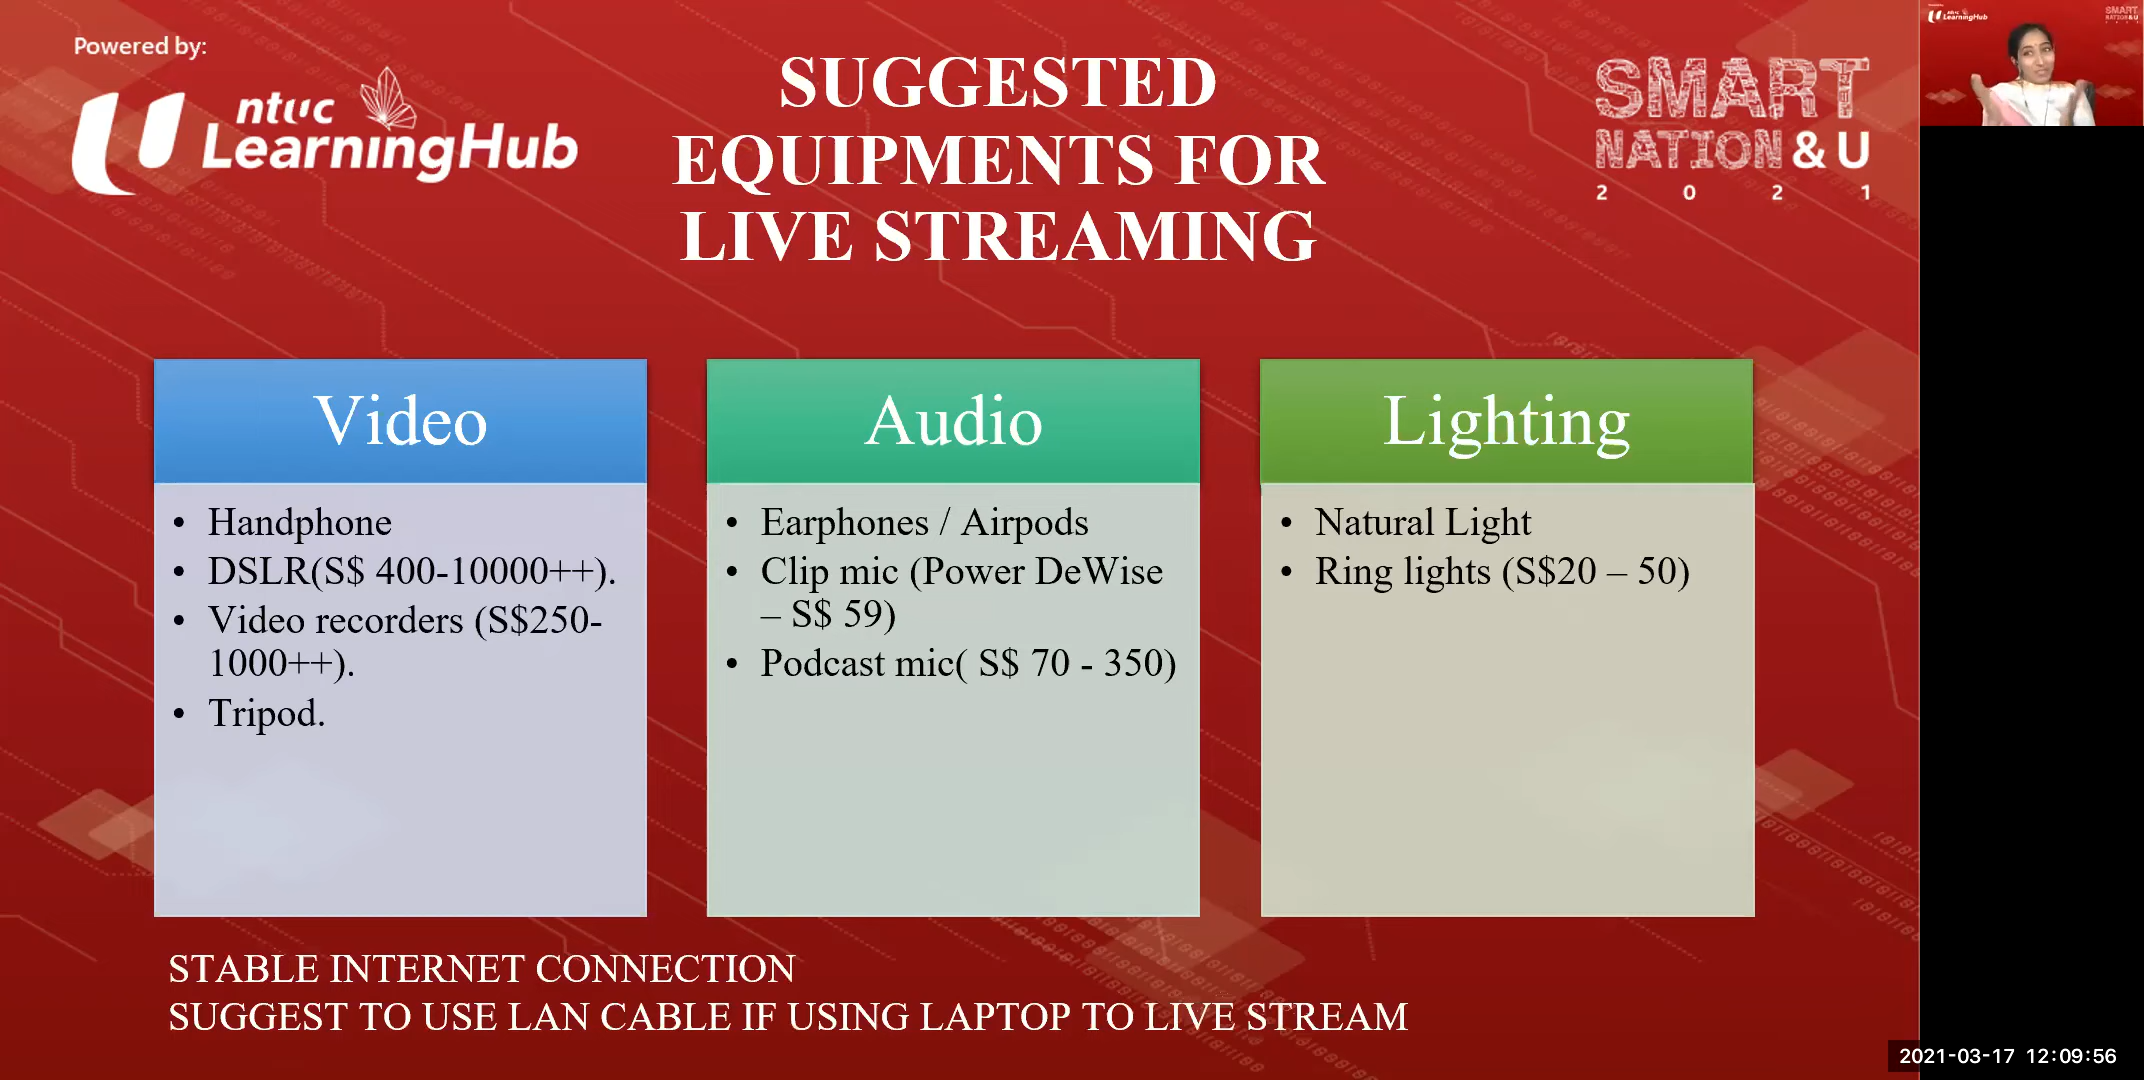 Powered by:
ntuc
LearningHub
SUGGESTED
EQUIPMENTS FOR
LIVE STREAMING
SMART
NATION & U
2 0 2 1
Video
• Handphone
• DSLR(S$ 400-10000++).
• Video recorders (S$250-
1000++).
• Tripod.
Audio
• Earphones / Airpods
• Clip mic (Power DeWise
– S$ 59)
• Podcast mic( S$ 70 - 350)
Lighting
• Natural Light
• Ring lights (S$20 – 50)
STABLE INTERNET CONNECTION
SUGGEST TO USE LAN CABLE IF USING LAPTOP TO LIVE STREAM
LearningHub
SMART
NATION & U
2021-03-17 12:09:56